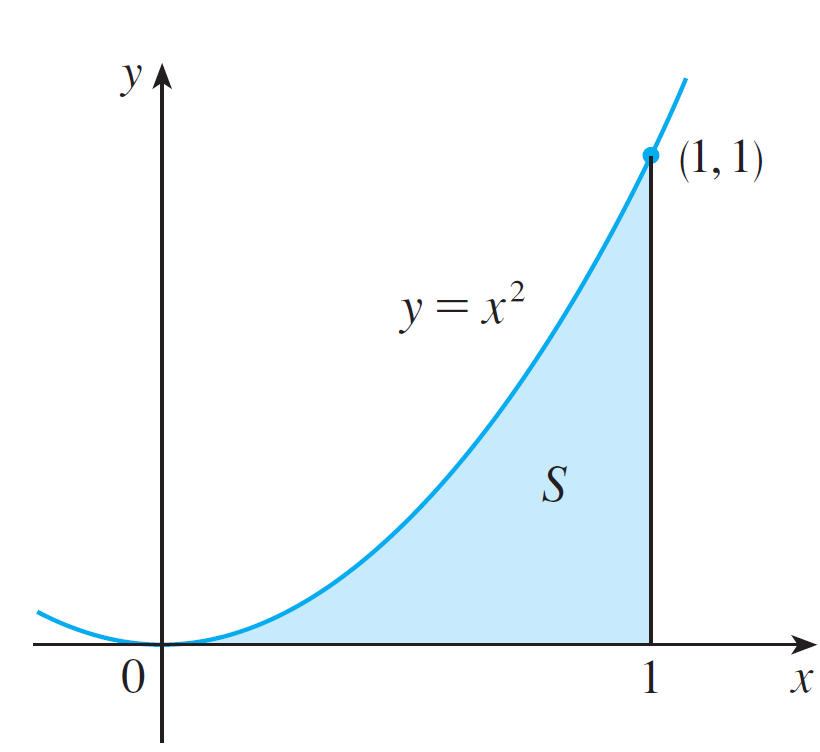 y
(1, 1)
y = x²
S
0
1
x